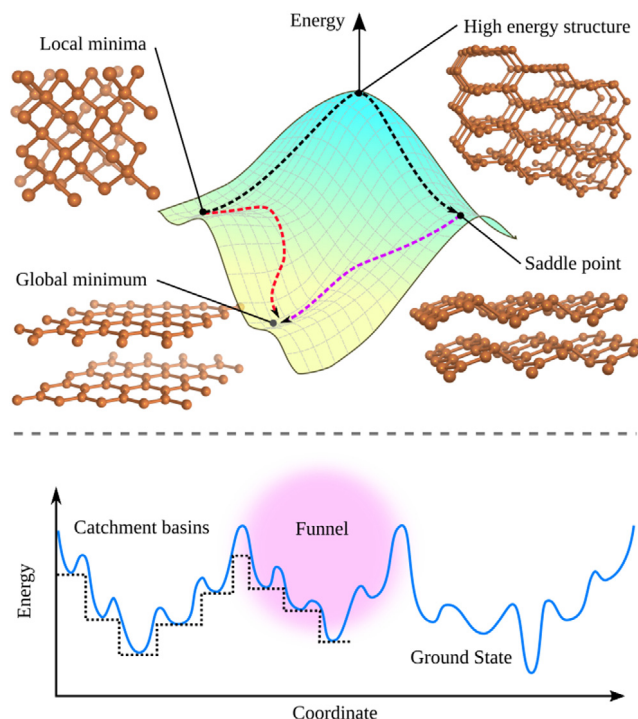 Energy
High energy structure
Local minima
Saddle point
Global minimum
Catchment basins
Funnel
Energy
Ground State
Coordinate